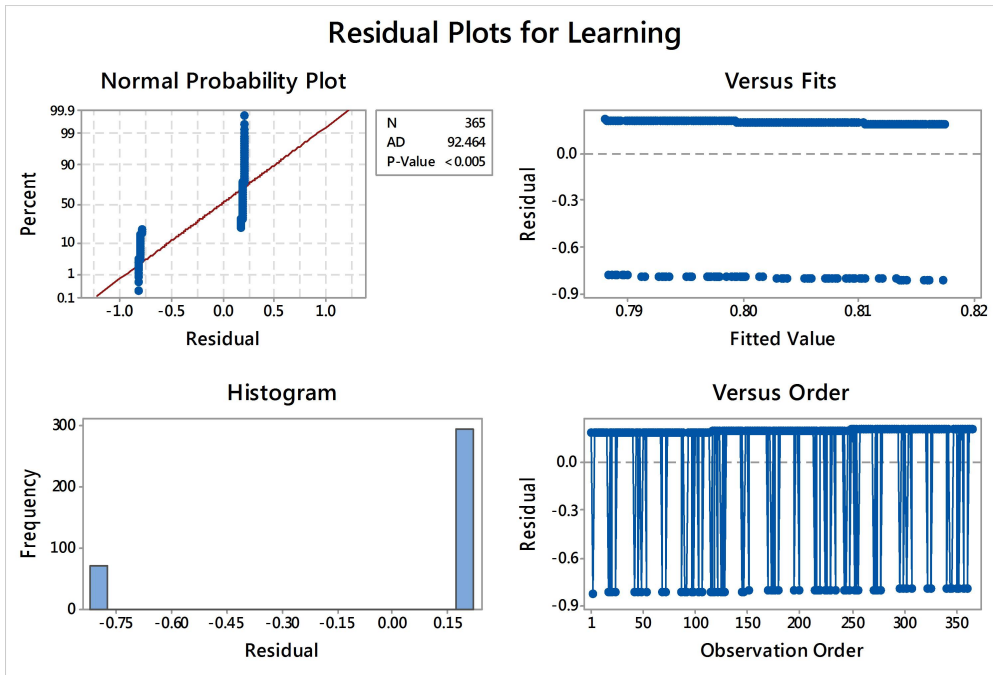 Residual Plots for Learning
Normal Probability Plot
99.9
99
90
50
10
1
0.1
Percent
-1.0 -0.5 0.0 0.5 1.0
Residual
N 365
AD 92.464
P-Value <0.005
Versus Fits
0.0
-0.3
-0.6
-0.9
Residual
0.79 0.80 0.81 0.82
Fitted Value
Histogram
300
200
100
0
Frequency
-0.75 -0.60 -0.45 -0.30 -0.15 0.00 0.15
Residual
Versus Order
0.0
-0.3
-0.6
-0.9
Residual
1 50 100 150 200 250 300 350
Observation Order